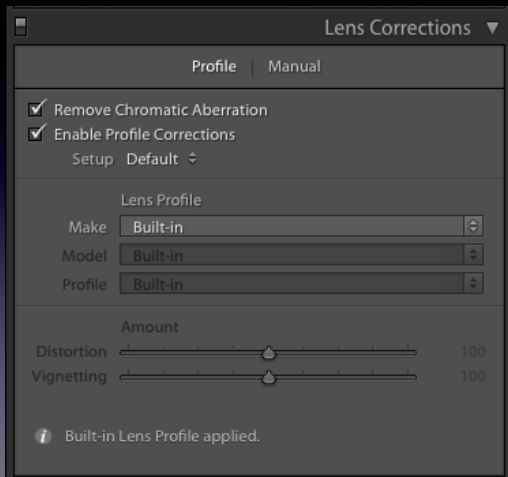 Lens Corrections
Profile | Manual
Remove Chromatic Aberration
Enable Profile Corrections
Setup Default
Lens Profile
Make Built-in
Model Built-in
Profile Built-in
Amount
Distortion 100
Vignetting 100
i Built-in Lens Profile applied.